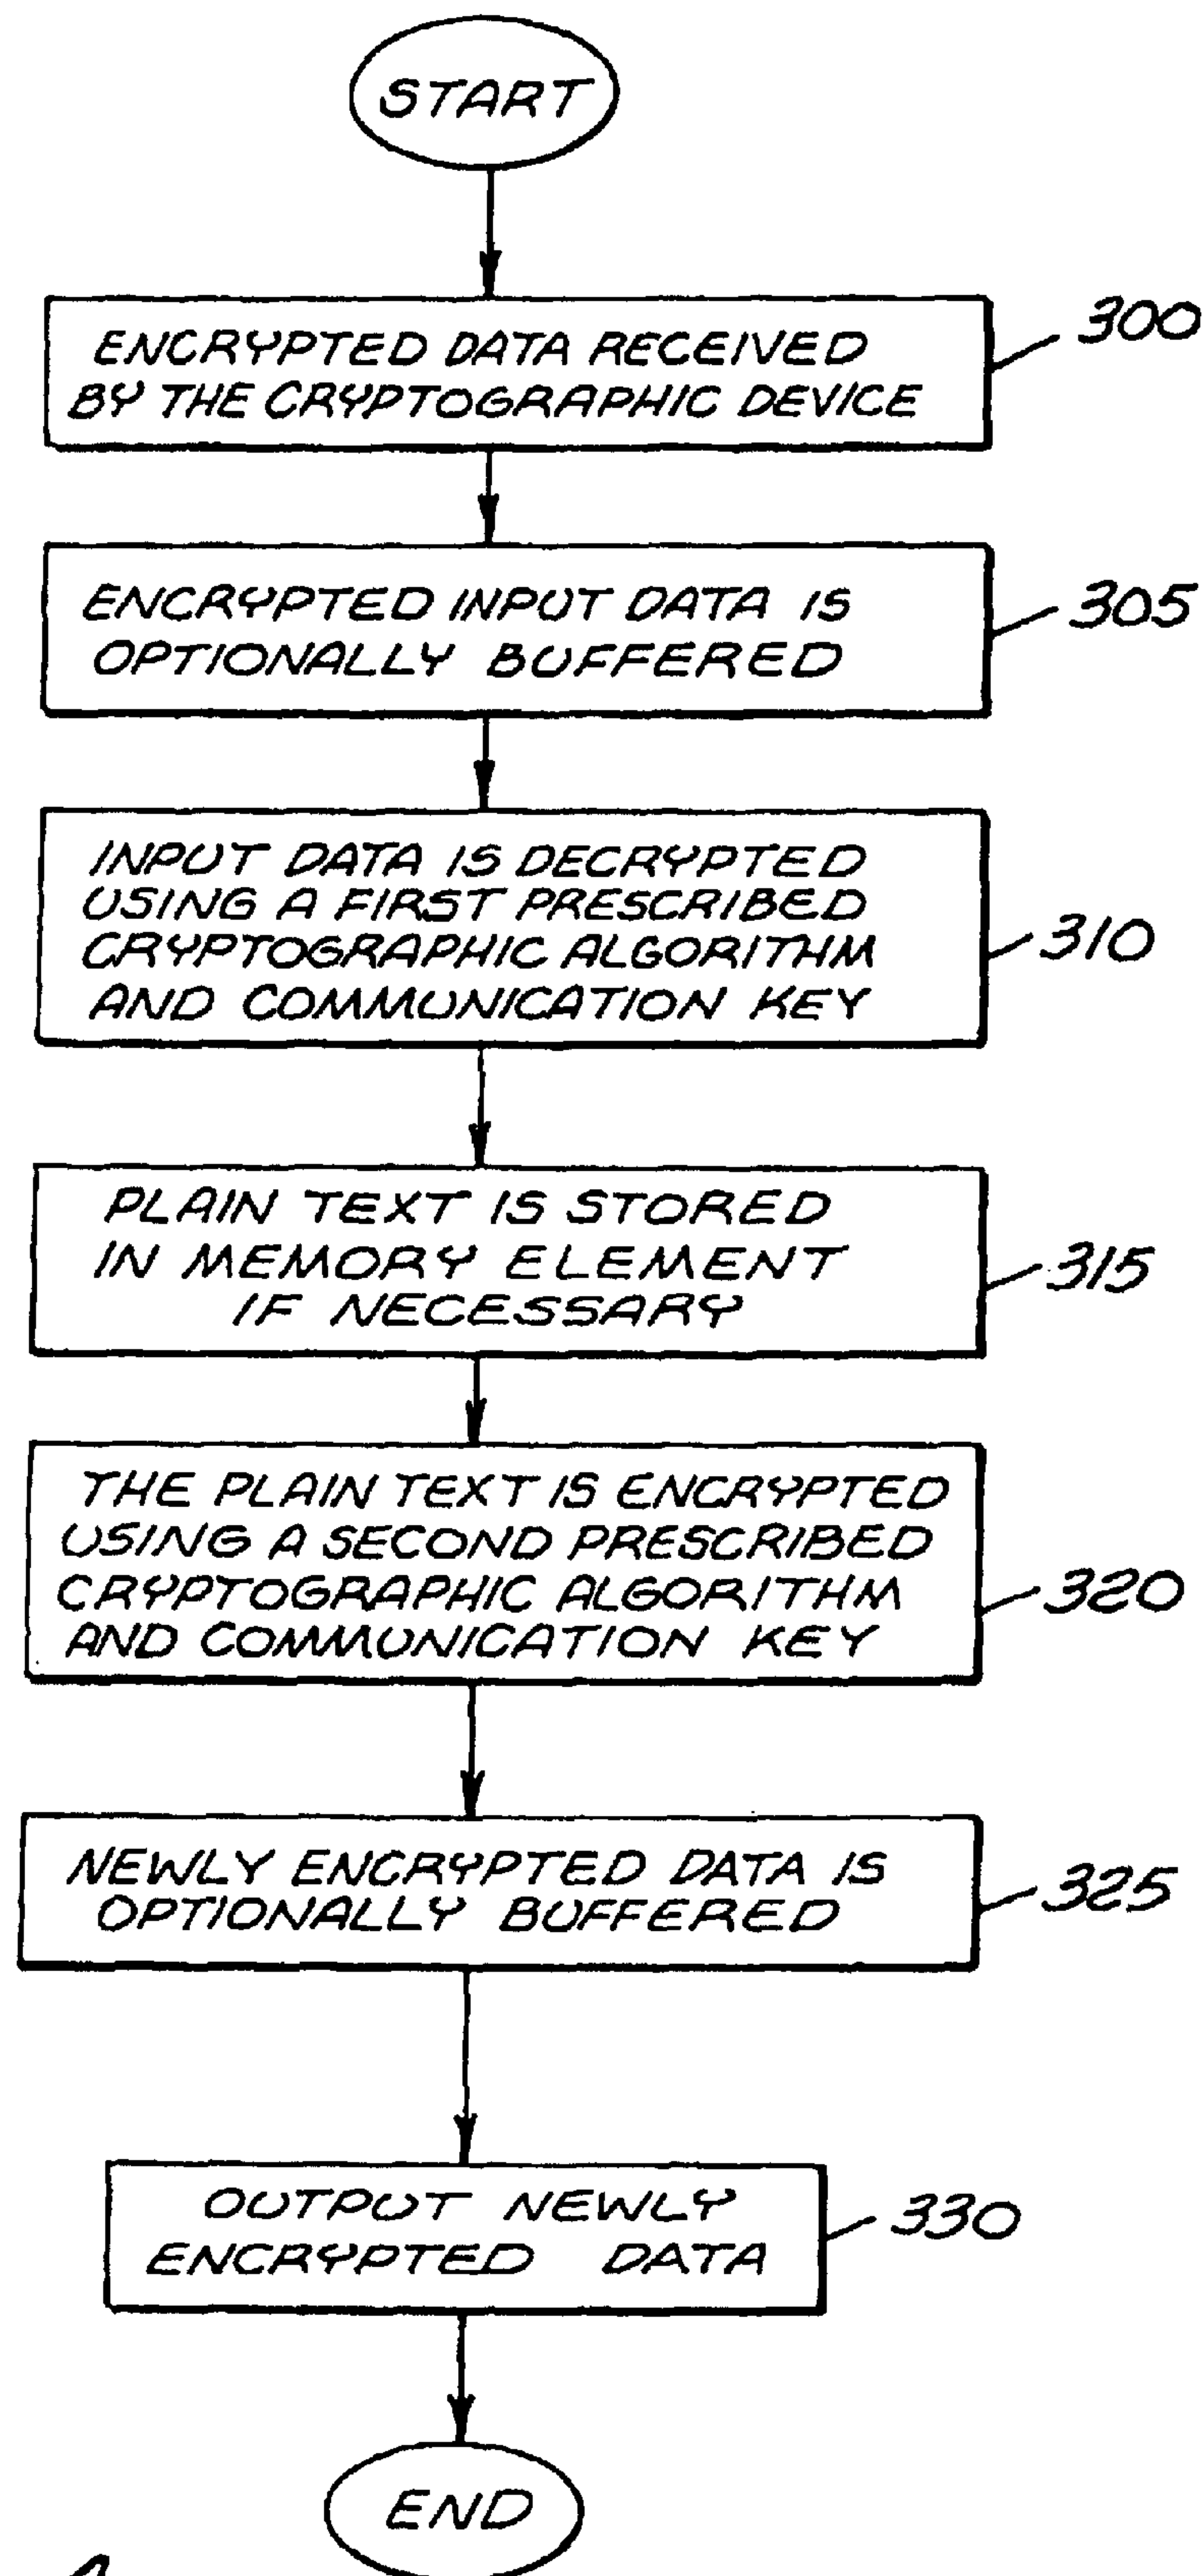 START
ENCRYPTED DATA RECEIVED
BY THE CRYPTOGRAPHIC DEVICE
300
ENCRYPTED INPUT DATA IS
OPTIONALLY BUFFERED
305
INPUT DATA IS DECRYPTED
USING A FIRST PRESCRIBED
CRYPTOGRAPHIC ALGORITHM
AND COMMUNICATION KEY
310
PLAIN TEXT IS STORED
IN MEMORY ELEMENT
IF NECESSARY
315
THE PLAIN TEXT IS ENCRYPTED
USING A SECOND PRESCRIBED
CRYPTOGRAPHIC ALGORITHM
AND COMMUNICATION KEY
320
NEWLY ENCRYPTED DATA IS
OPTIONALLY BUFFERED
325
OUTPUT NEWLY
ENCRYPTED DATA
330
END